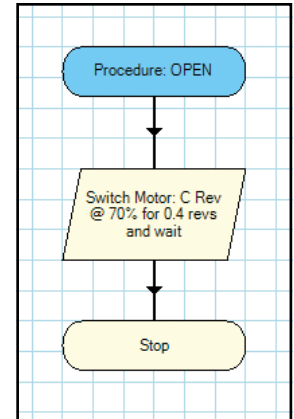 Procedure: OPEN
Switch Motor: C Rev
@ 70% for 0.4 revs
and wait
Stop